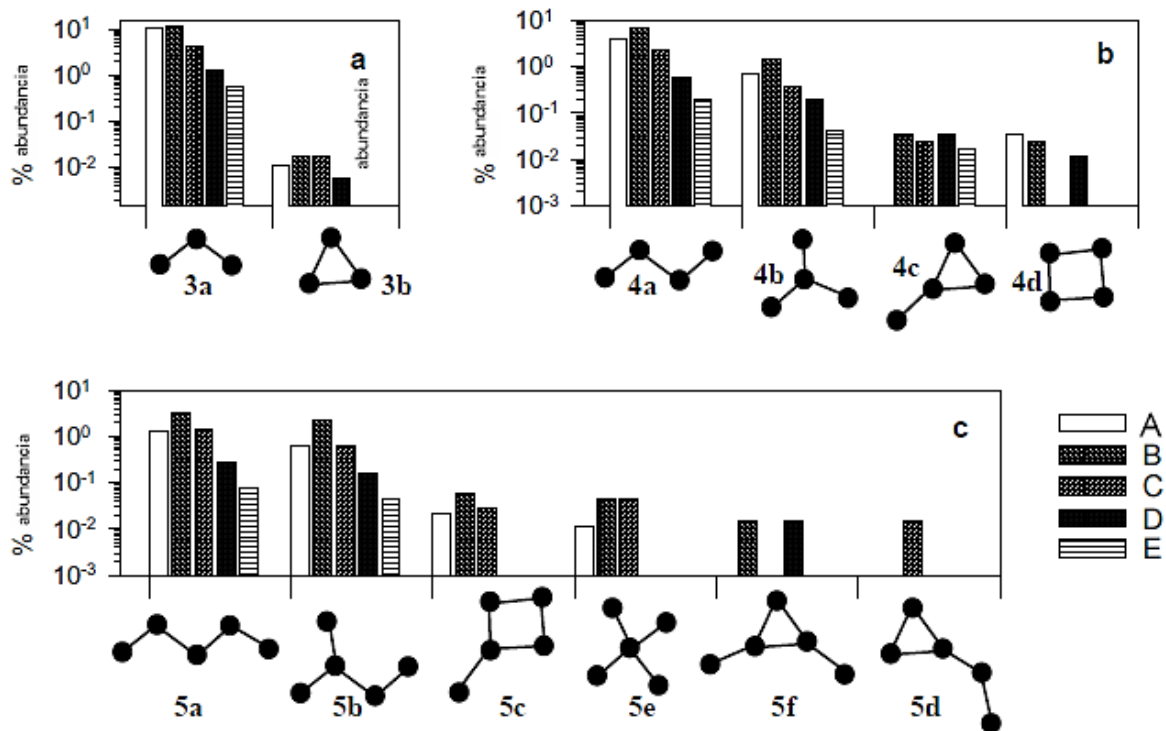 10¹
10⁰
10⁻¹
10⁻²
% abundancia
a
abundancia
3a
3b
10¹
10⁰
10⁻¹
10⁻²
10⁻³
% abundancia
b
4a
4b
4c
4d
10¹
10⁰
10⁻¹
10⁻²
10⁻³
% abundancia
c
5a
5b
5c
5e
5f
5d
A
B
C
D
E